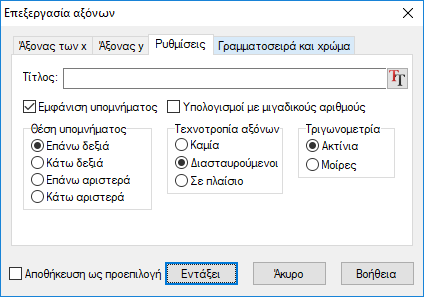 Επεξεργασία αξόνων
Άξονας των x Άξονας y Ρυθμίσεις Γραμματοσειρά και χρώμα
Τίτλος:
Εμφάνιση υπομνήματος Υπολογισμοί με μιγαδικούς αριθμούς
Θέση υπομνήματος Τεχνοτροπία αξόνων Τριγωνομετρία
Επάνω δεξιά Καμία Ακτίνια
Κάτω δεξιά Διασταυρούμενοι Μοίρες
Επάνω αριστερά Σε πλαίσιο
Κάτω αριστερά
Αποθήκευση ως προεπιλογή Εντάξει Άκυρο Βοήθεια